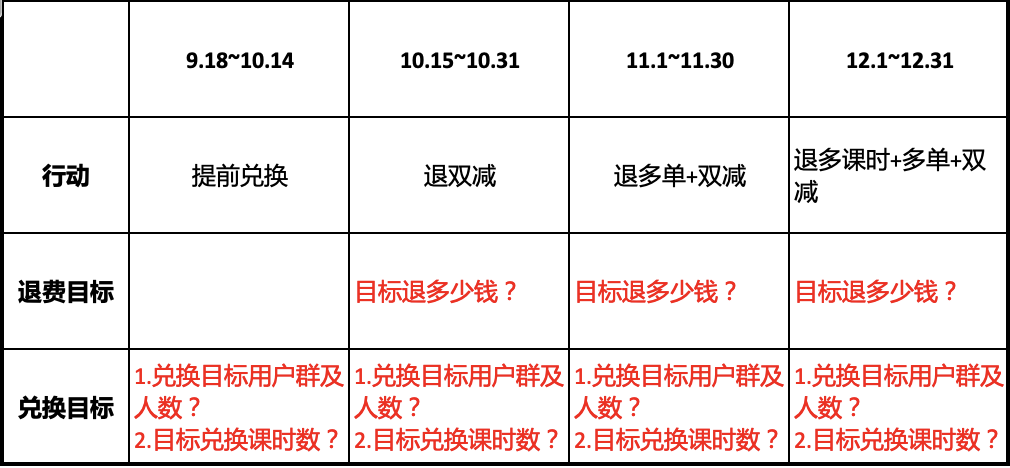 9.18~10.14
10.15~10.31
11.1~11.30
12.1~12.31
行动
提前兑换
退双减
退多单+双减
退多课时+多单+双
减
退费目标
目标退多少钱？
目标退多少钱？
目标退多少钱？
兑换目标
1.兑换目标用户群及
人数？
2.目标兑换课时数？
1.兑换目标用户群及
人数？
2.目标兑换课时数？
1.兑换目标用户群及
人数？
2.目标兑换课时数？
1.兑换目标用户群及
人数？
2.目标兑换课时数？